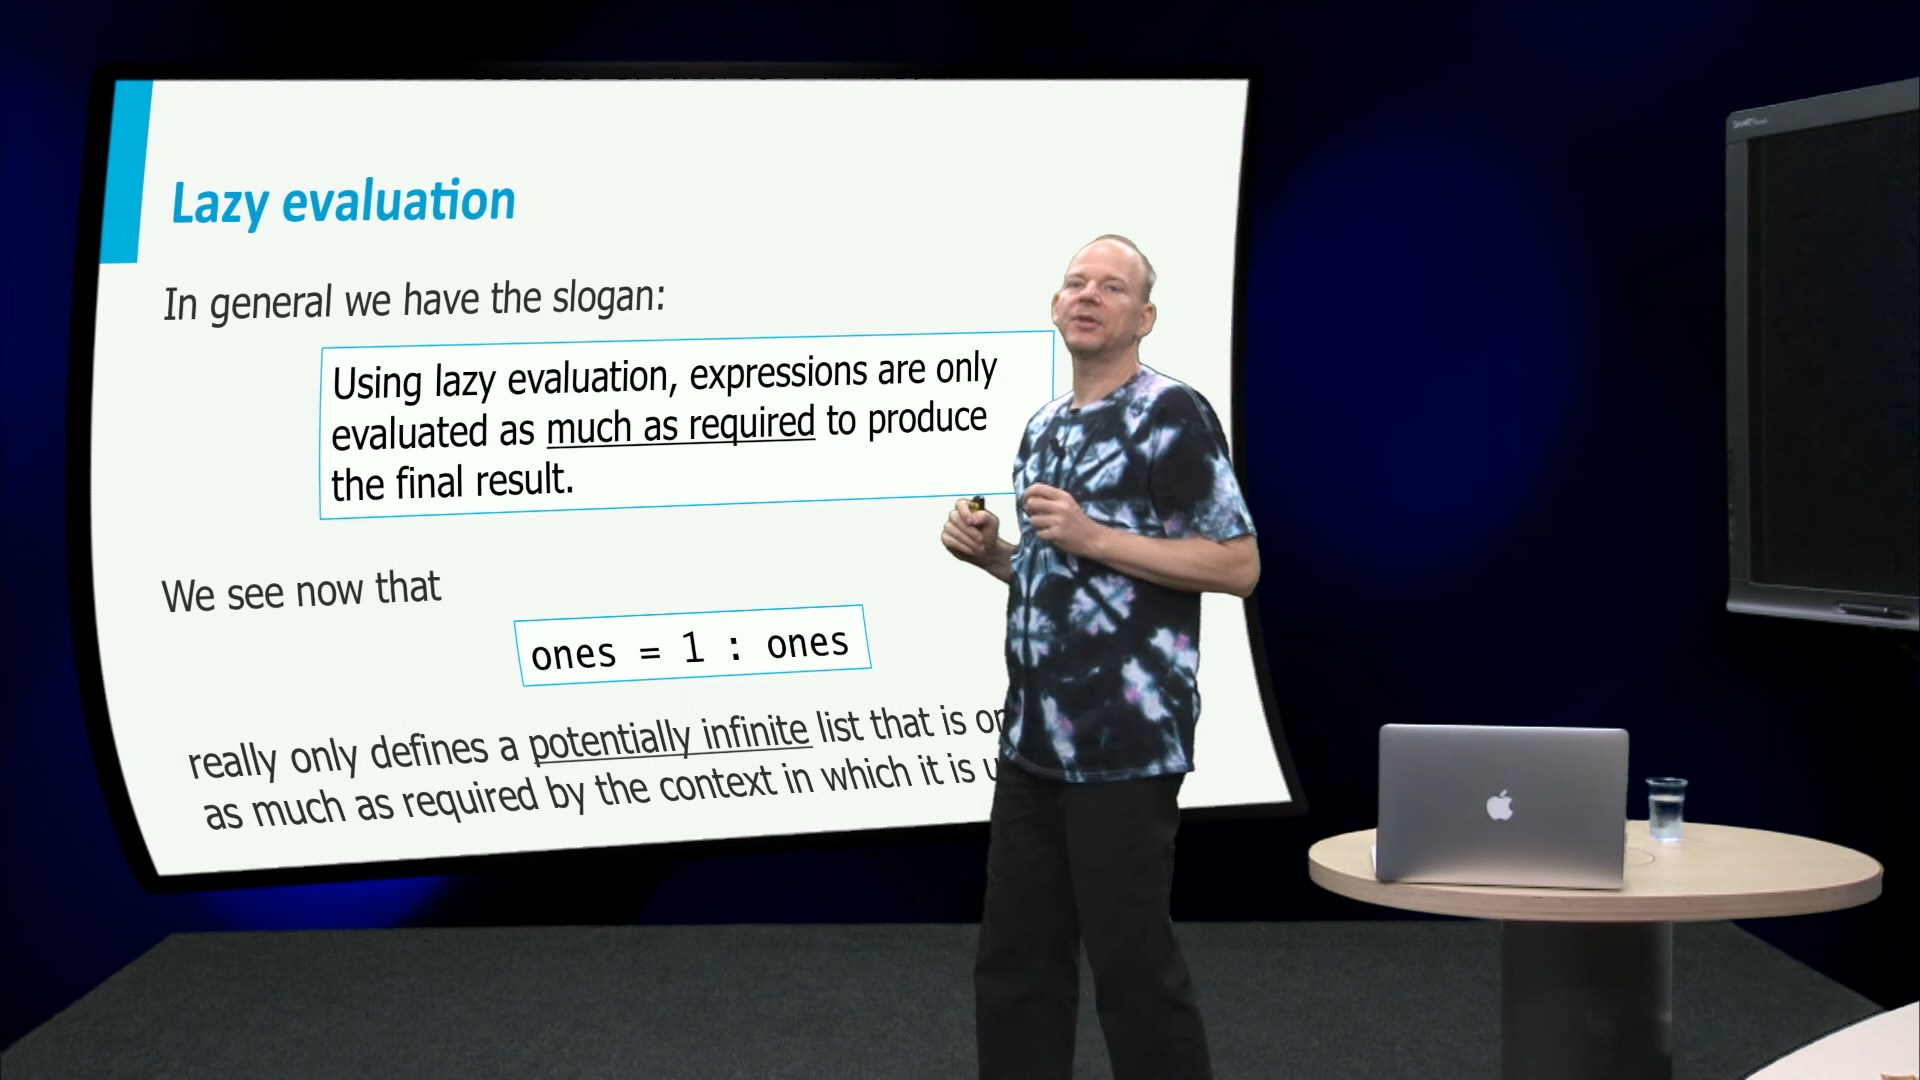 Lazy evaluation
In general we have the slogan:
Using lazy evaluation, expressions are only
evaluated as much as required to produce
the final result.
We see now that
ones = 1 : ones
really only defines a potentially infinite list that is
as much as required by the context in which it is